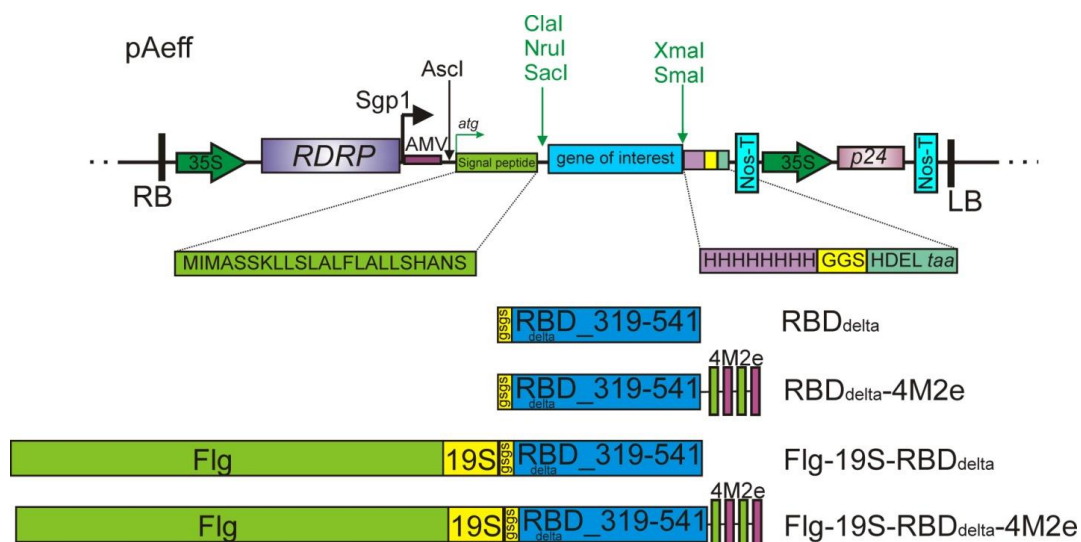 pAeff
ClaI
NruI
SacI
XmaI
SmaI
AscI
Sgp1
atg
AMV
35S
RDRP
Signal peptide
gene of interest
Nos-T
35S
p24
Nos-T
RB
LB
MIMASSKLLSLALFLALLSHANS
HHHHHHHH GGS HDEL taa
gsgs RBD_319-541 delta
RBDdelta
4M2e
gsgs RBD_319-541 delta
RBDdelta-4M2e
Flg 19S gsgs RBD_319-541 delta
Flg-19S-RBDdelta
4M2e
Flg 19S gsgs RBD_319-541 delta
Flg-19S-RBDdelta-4M2e